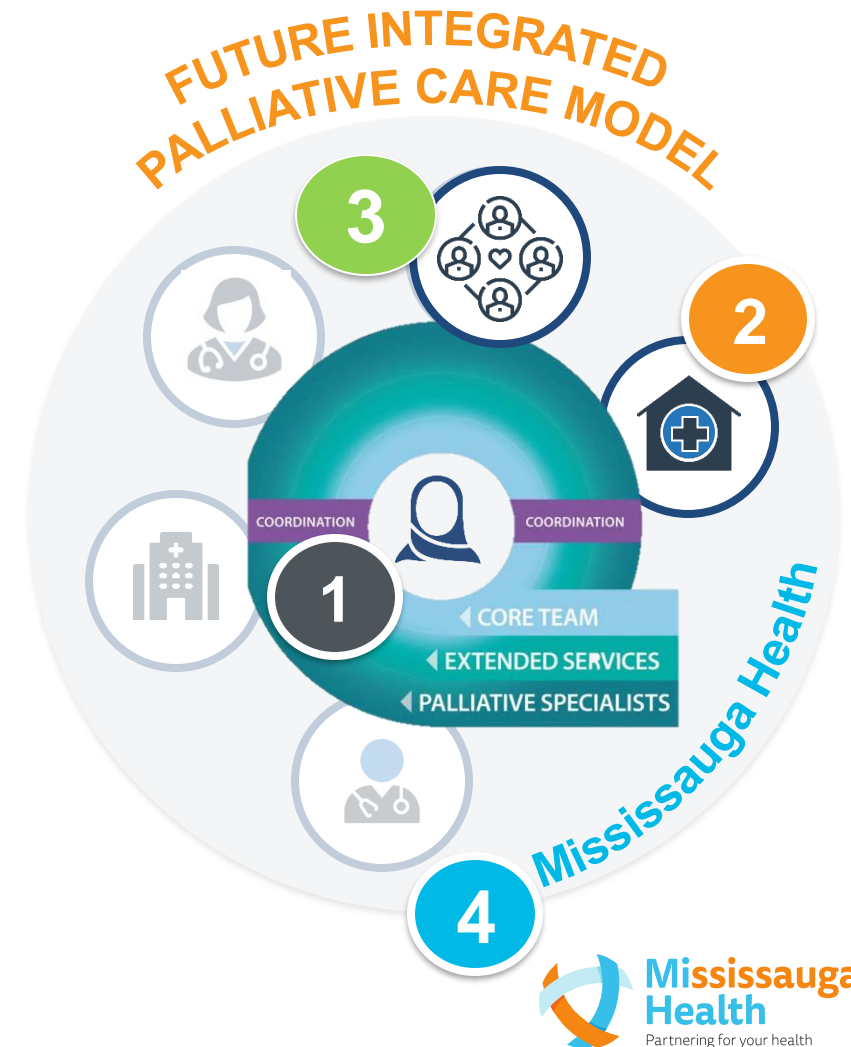 FUTURE INTEGRATED
PALLIATIVE CARE MODEL
3
2
COORDINATION
COORDINATION
1
CORE TEAM
EXTENDED SERVICES
PALLIATIVE SPECIALISTS
Mississauga Health
4
Mississauga
Health
Partnering for your health